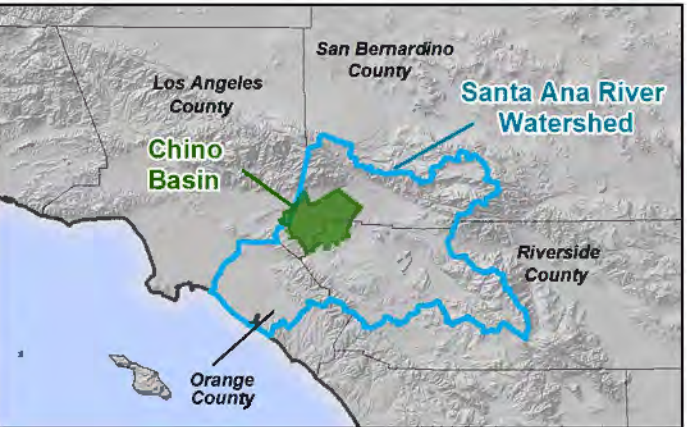 San Bernardino
County
Los Angeles
County
Santa Ana River
Watershed
Chino
Basin
Riverside
County
Orange
County